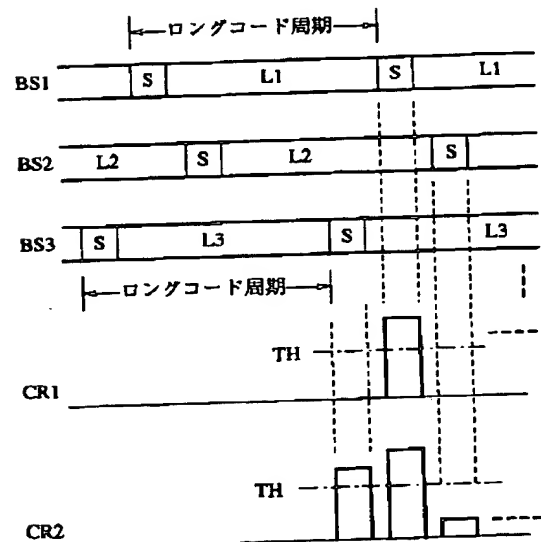 ロングコード周期
BS1 S L1 S L1
BS2 L2 S L2 S
BS3 S L3 S L3
ロングコード周期
TH
CR1
TH
CR2